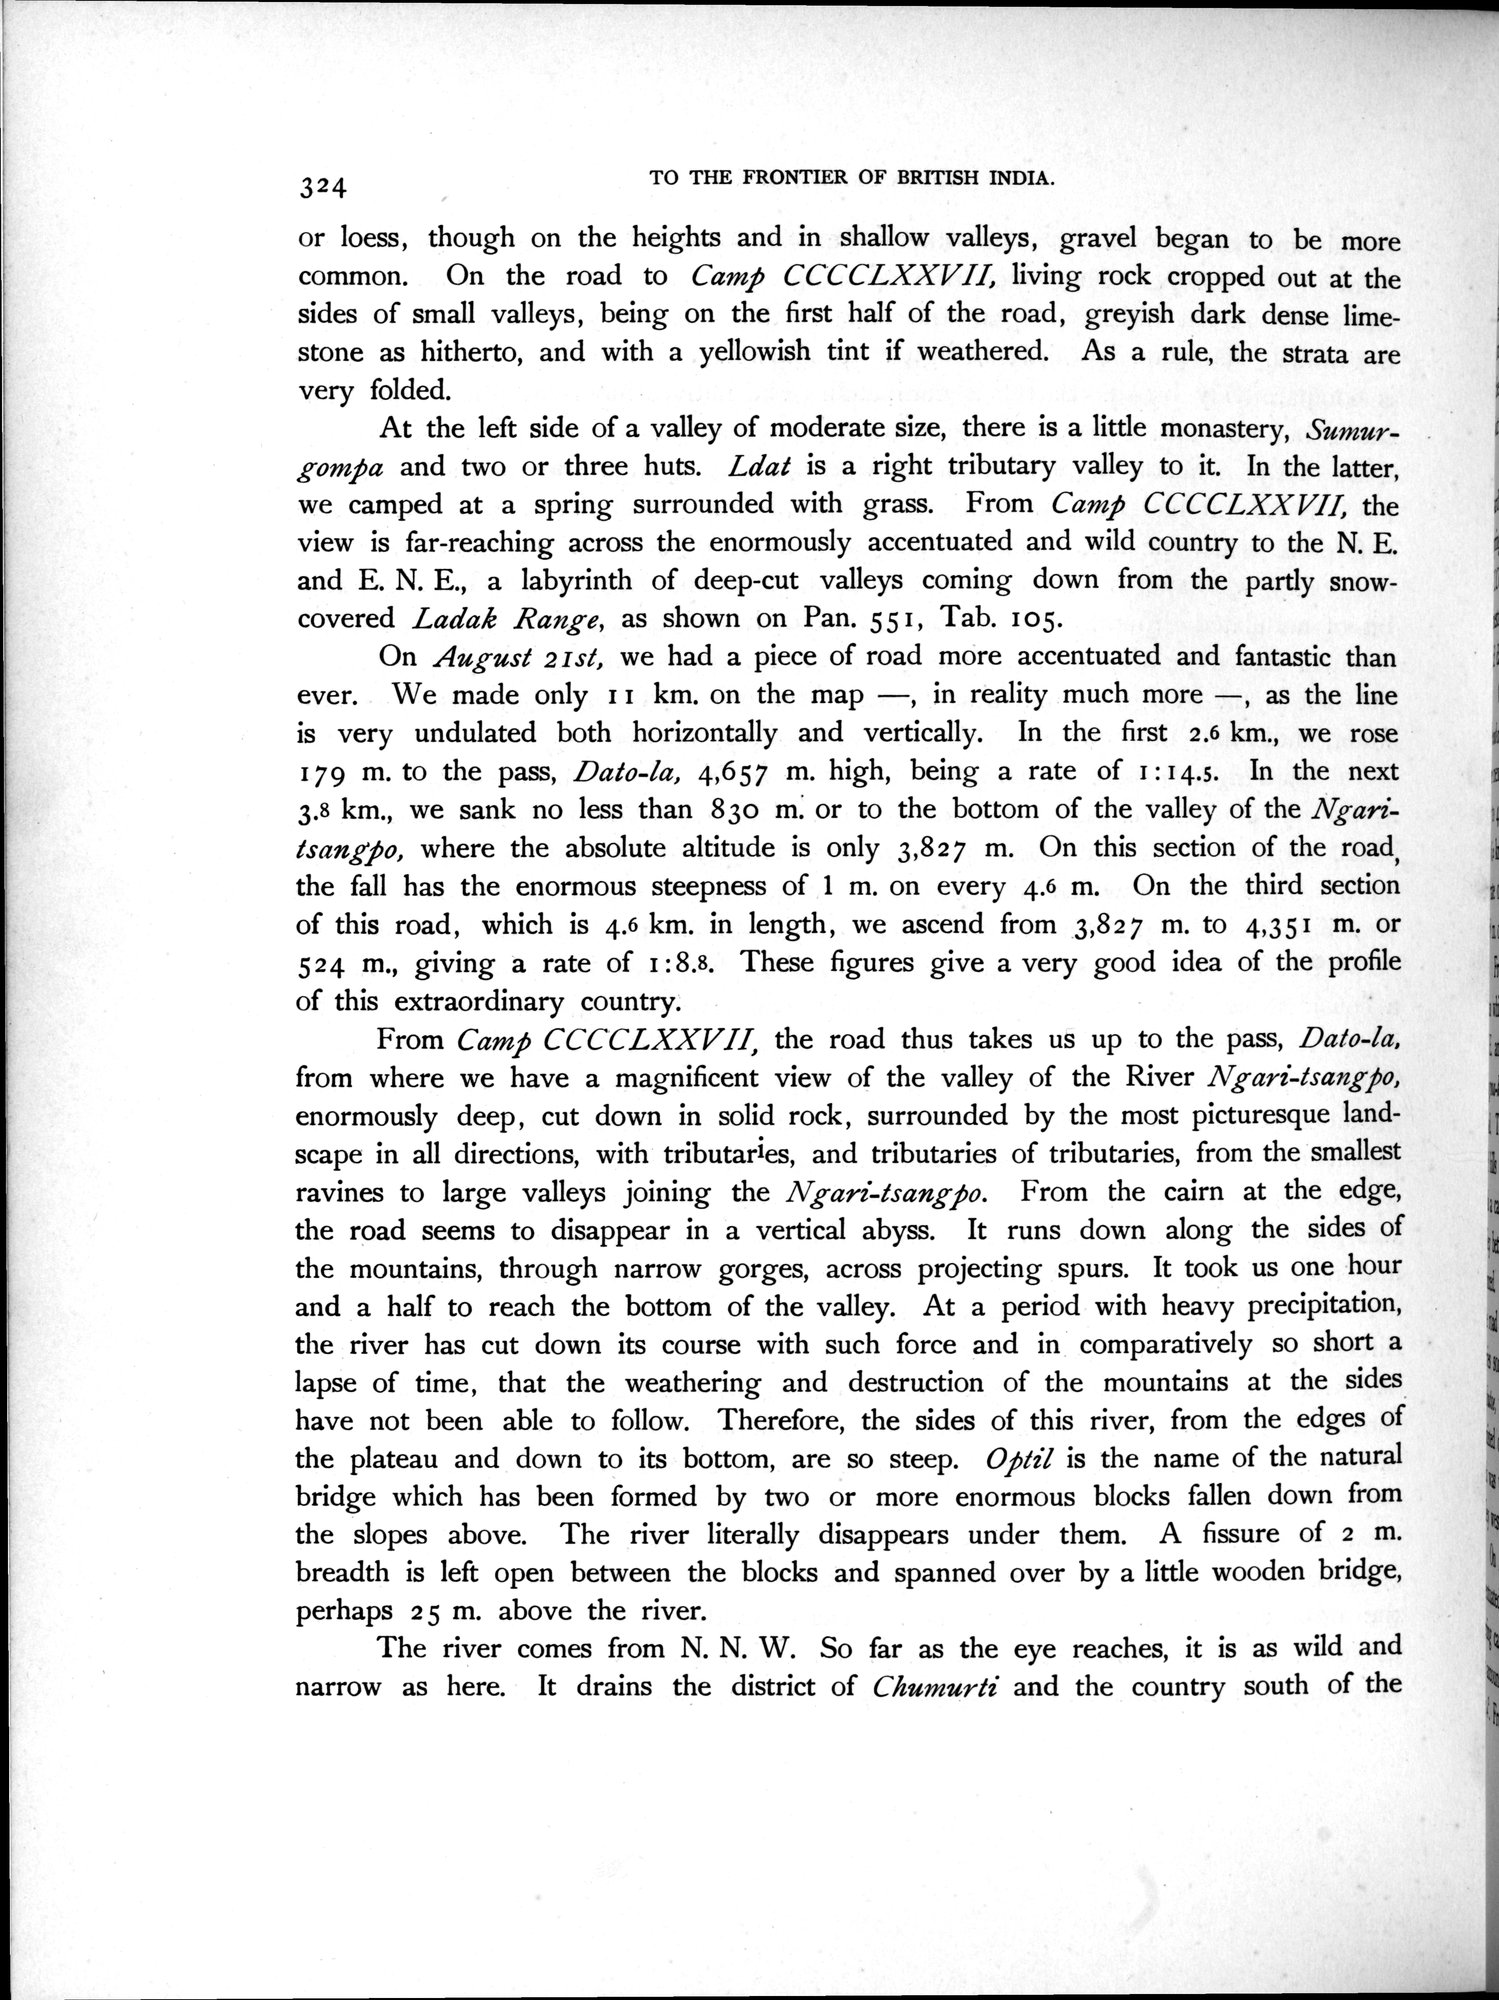 324
TO THE FRONTIER OF BRITISH INDIA.
or loess, though on the heights and in shallow valleys, gravel began to be more
common. On the road to Camp CCCCLXXVII, living rock cropped out at the
sides of small valleys, being on the first half of the road, greyish dark dense lime-
stone as hitherto, and with a yellowish tint if weathered. As a rule, the strata are
very folded.
At the left side of a valley of moderate size, there is a little monastery, Sumur-
gompa and two or three huts. Ldat is a right tributary valley to it. In the latter,
we camped at a spring surrounded with grass. From Camp CCCCLXXVII, the
view is far-reaching across the enormously accentuated and wild country to the N. E.
and E. N. E., a labyrinth of deep-cut valleys coming down from the partly snow-
covered Ladak Range, as shown on Pan. 551, Tab. 105.
On August 21st, we had a piece of road more accentuated and fantastic than
ever. We made only 11 km. on the map —, in reality much more —, as the line
is very undulated both horizontally and vertically. In the first 2.6 km., we rose
179 m. to the pass, Dato-la, 4,657 m. high, being a rate of 1:14.5. In the next
3.8 km., we sank no less than 830 m. or to the bottom of the valley of the Ngari-
tsangpo, where the absolute altitude is only 3,827 m. On this section of the road,
the fall has the enormous steepness of 1 m. on every 4.6 m. On the third section
of this road, which is 4.6 km. in length, we ascend from 3,827 m. to 4,351 m. or
524 m., giving a rate of 1:8.8. These figures give a very good idea of the profile
of this extraordinary country.
From Camp CCCCLXXVII, the road thus takes us up to the pass, Dato-la,
from where we have a magnificent view of the valley of the River Ngari-tsangpo,
enormously deep, cut down in solid rock, surrounded by the most picturesque land-
scape in all directions, with tributaries, and tributaries of tributaries, from the smallest
ravines to large valleys joining the Ngari-tsangpo. From the cairn at the edge,
the road seems to disappear in a vertical abyss. It runs down along the sides of
the mountains, through narrow gorges, across projecting spurs. It took us one hour
and a half to reach the bottom of the valley. At a period with heavy precipitation,
the river has cut down its course with such force and in comparatively so short a
lapse of time, that the weathering and destruction of the mountains at the sides
have not been able to follow. Therefore, the sides of this river, from the edges of
the plateau and down to its bottom, are so steep. Optil is the name of the natural
bridge which has been formed by two or more enormous blocks fallen down from
the slopes above. The river literally disappears under them. A fissure of 2 m.
breadth is left open between the blocks and spanned over by a little wooden bridge,
perhaps 25 m. above the river.
The river comes from N. N. W. So far as the eye reaches, it is as wild and
narrow as here. It drains the district of Chumurti and the country south of the